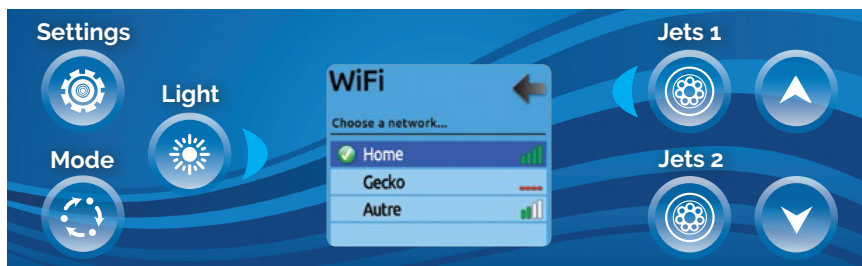 Settings
Light
Mode
WiFi
Choose a network...
Home
Gecko
Autre
Jets 1
Jets 2